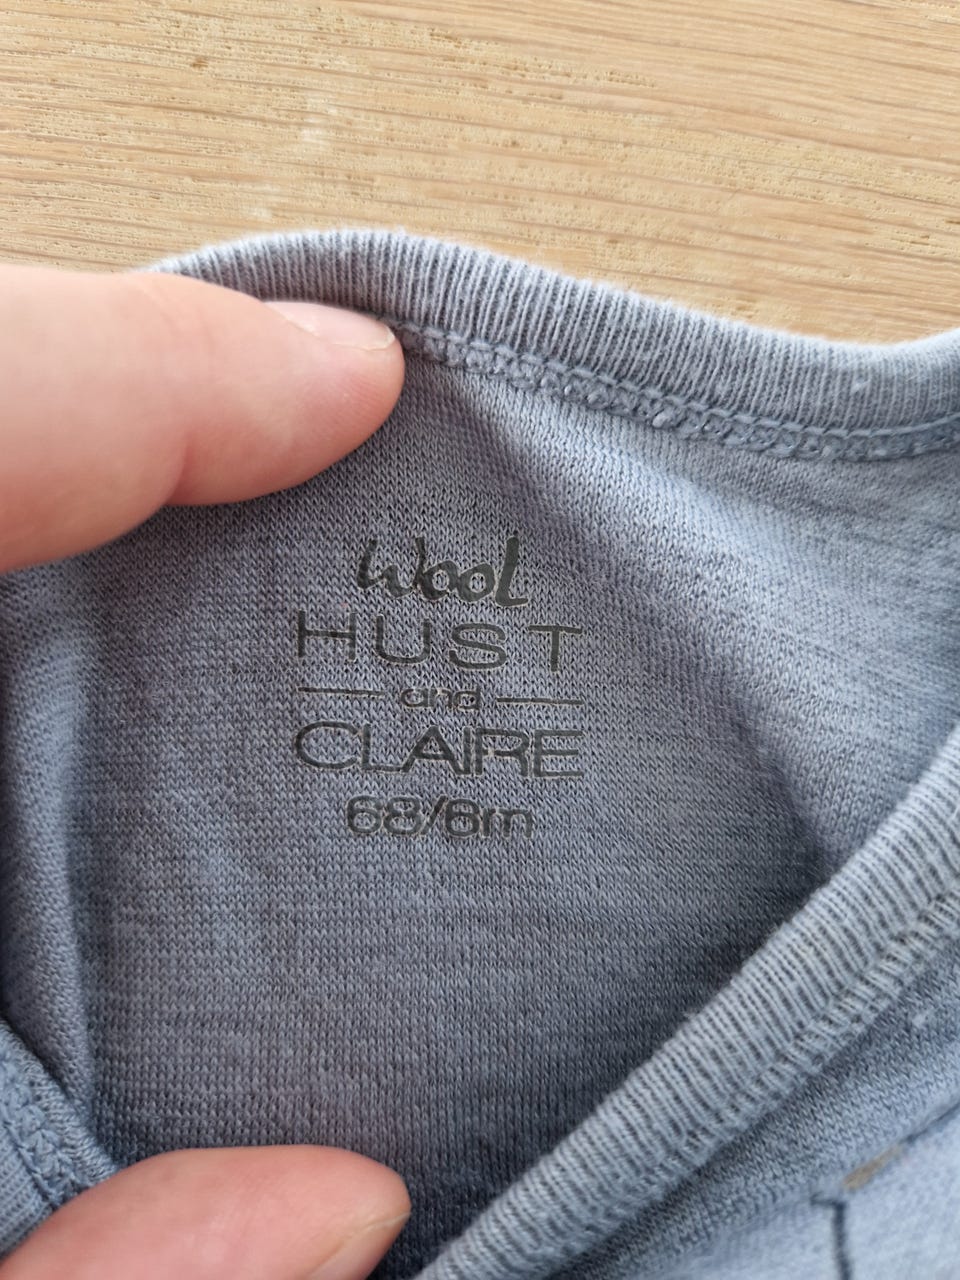 Wool
HUST
and
CLAIRE
68/6m